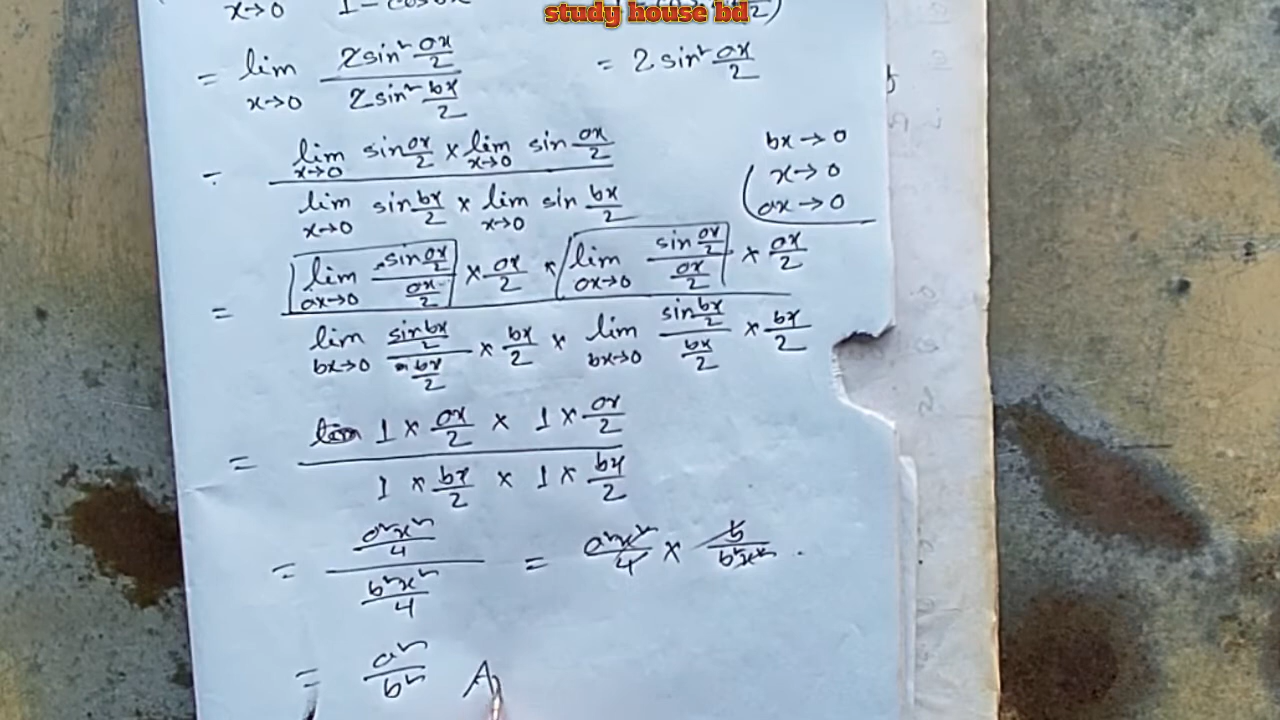 study house bd
x→0 1 - cosbx
= lim x→0 2sin² ax/2 / 2sin² bx/2 = 2 sin² ax/2
= lim x→0 sin ax/2 × lim x→0 sin ax/2 / lim x→0 sin bx/2 × lim x→0 sin bx/2
bx→0
x→0
ax→0
= lim ax→0 sin ax/2 / ax/2 × ax/2 × lim ax→0 sin ax/2 / ax/2 × ax/2
lim bx→0 sin bx/2 / bx/2 × bx/2 × lim bx→0 sin bx/2 / bx/2 × bx/2
= 1 × ax/2 × 1 × ax/2 / 1 × bx/2 × 1 × bx/2
= a²x²/4 / b²x²/4 = a²x²/4 × /b²x² .
= a²/b² A